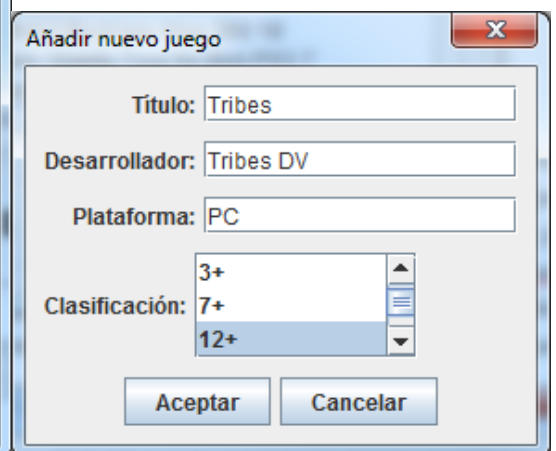 Añadir nuevo juego
Título: Tribes
Desarrollador: Tribes DV
Plataforma: PC
3+
Clasificación: 7+
12+
Aceptar Cancelar